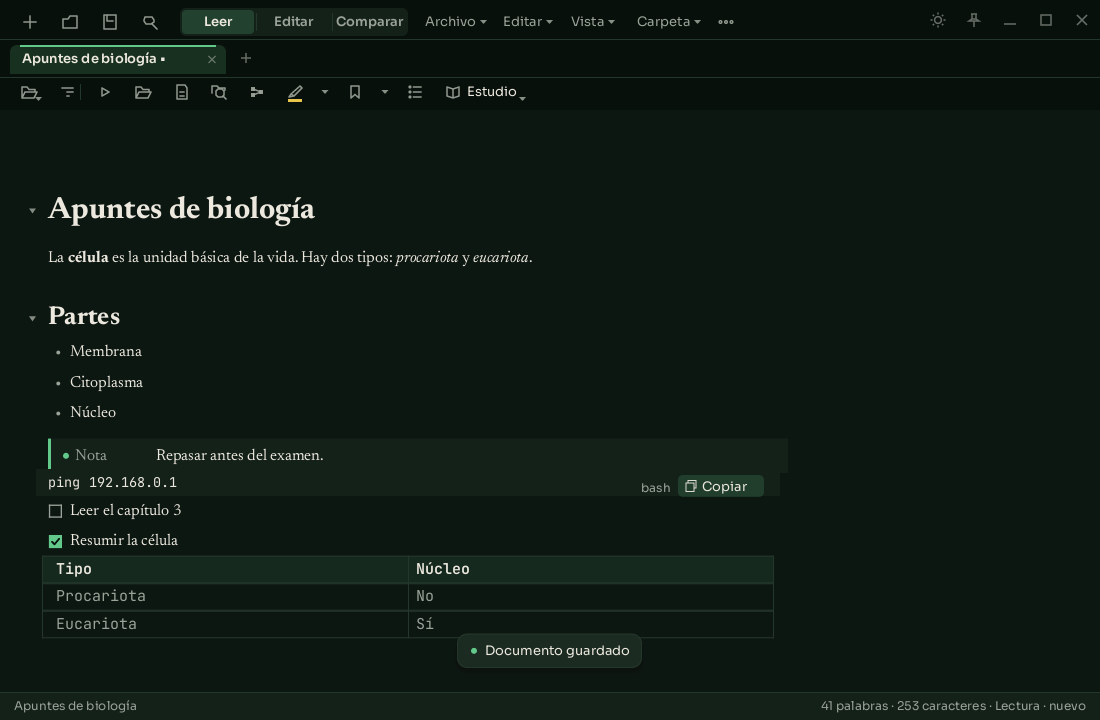 Leer Editar Comparar Archivo Editar Vista Carpeta
Apuntes de biología
Estudio
Apuntes de biología
La célula es la unidad básica de la vida. Hay dos tipos: procariota y eucariota.
Partes
• Membrana
• Citoplasma
• Núcleo
Nota Repasar antes del examen.
ping 192.168.0.1
bash Copiar
Leer el capítulo 3
Resumir la célula
Tipo Núcleo
Procariota No
Eucariota Sí
Documento guardado
Apuntes de biología 41 palabras · 253 caracteres · Lectura · nuevo